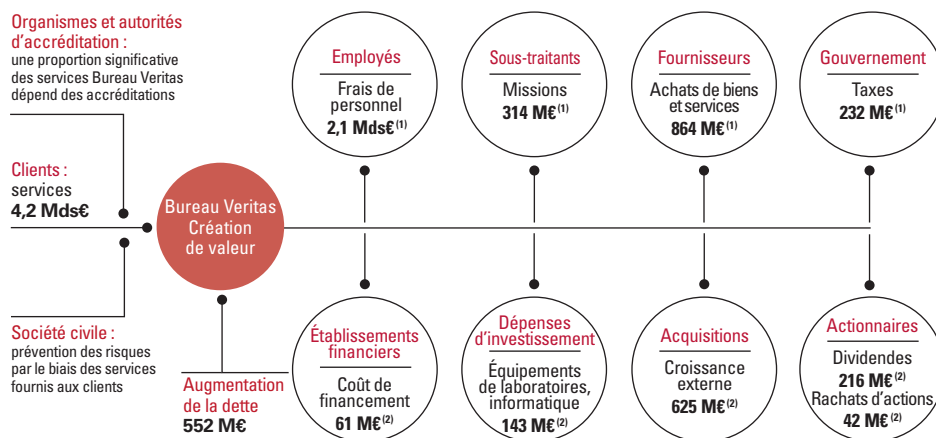 Organismes et autorités
d'accréditation :
une proportion significative
des services Bureau Veritas
dépend des accréditations
Clients :
services
4,2 Mds€
Société civile :
prévention des risques
par le biais des services
fournis aux clients
Bureau Veritas
Création
de valeur
Augmentation
de la dette
552 M€
Employés
Frais de
personnel
2,1 Mds€(1)
Sous-traitants
Missions
314 M€(1)
Fournisseurs
Achats de biens
et services
864 M€(1)
Gouvernement
Taxes
232 M€(1)
Établissements
financiers
Coût de
financement
61 M€(2)
Dépenses
d'investissement
Équipements
de laboratoires,
informatique
143 M€(2)
Acquisitions
Croissance
externe
625 M€(2)
Actionnaires
Dividendes
216 M€(2)
Rachats d'actions,
42 M€(2)